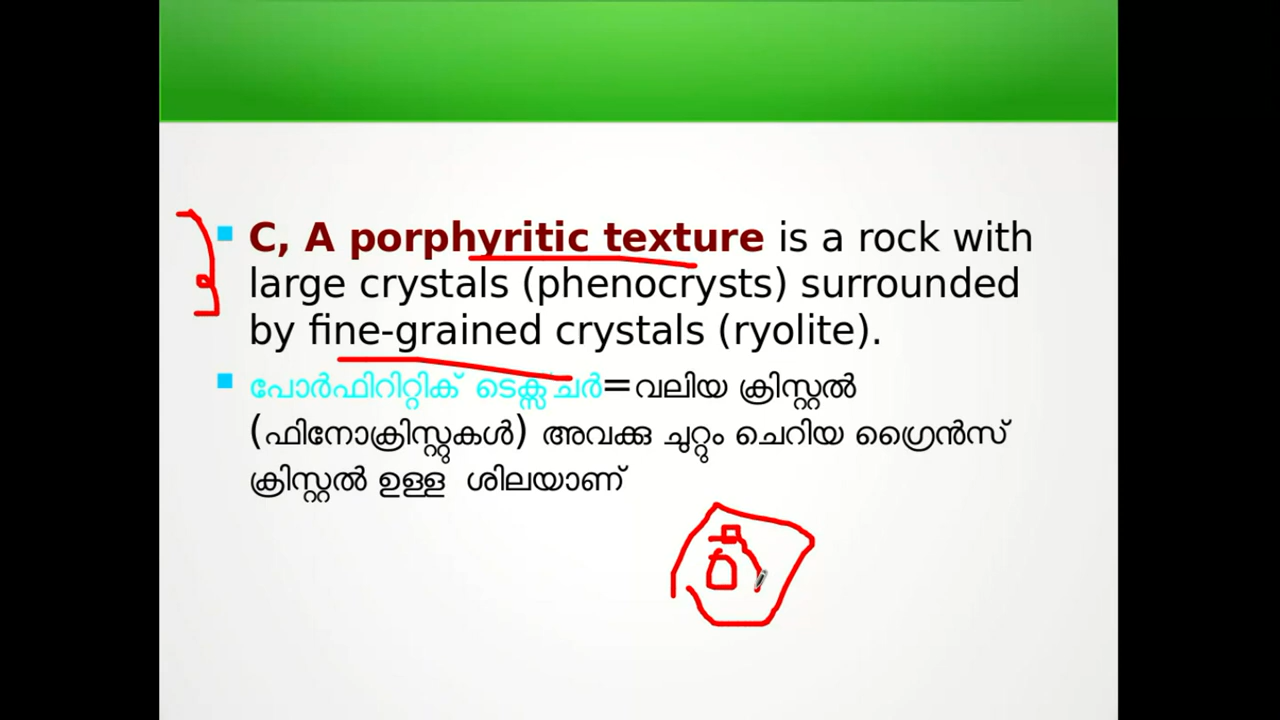 C, A porphyritic texture is a rock with
large crystals (phenocrysts) surrounded
by fine-grained crystals (ryolite).
പോർഫിറിറ്റിക് ടെക്സ്ചർ=വലിയ ക്രിസ്റ്റൽ
(ഫിനോക്രിസ്റ്റുകൾ) അവക്കു ചുറ്റും ചെറിയ ഗ്രൈൻസ്
ക്രിസ്റ്റൽ ഉള്ള ശിലയാണ്